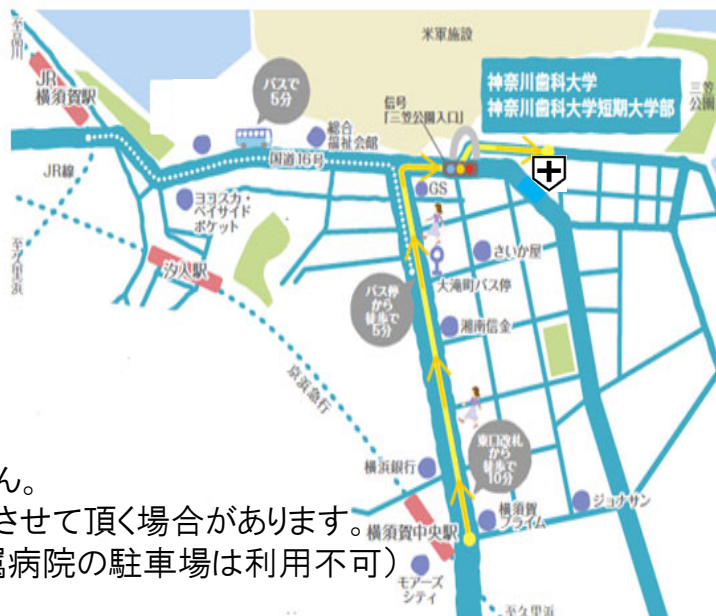 至品川
JR
横須賀駅
バスで
5分
米軍施設
神奈川歯科大学
神奈川歯科大学短期大学部
三笠
公園
信号
「三笠公園入口」
総合
福祉会館
国道16号
JR線
GS
ヨコスカ・
ベイサイド
ポケット
さいか屋
至久里浜
汐入駅
大滝町バス停
バス停
から
徒歩で
5分
湘南信金
京浜急行
東口改札
から
徒歩で
10分
横浜銀行
ん。
させて頂く場合があります。
横須賀
プライム
ジョナサン
横須賀中央駅
属病院の駐車場は利用不可）
モアーズ
シティ
至久里浜